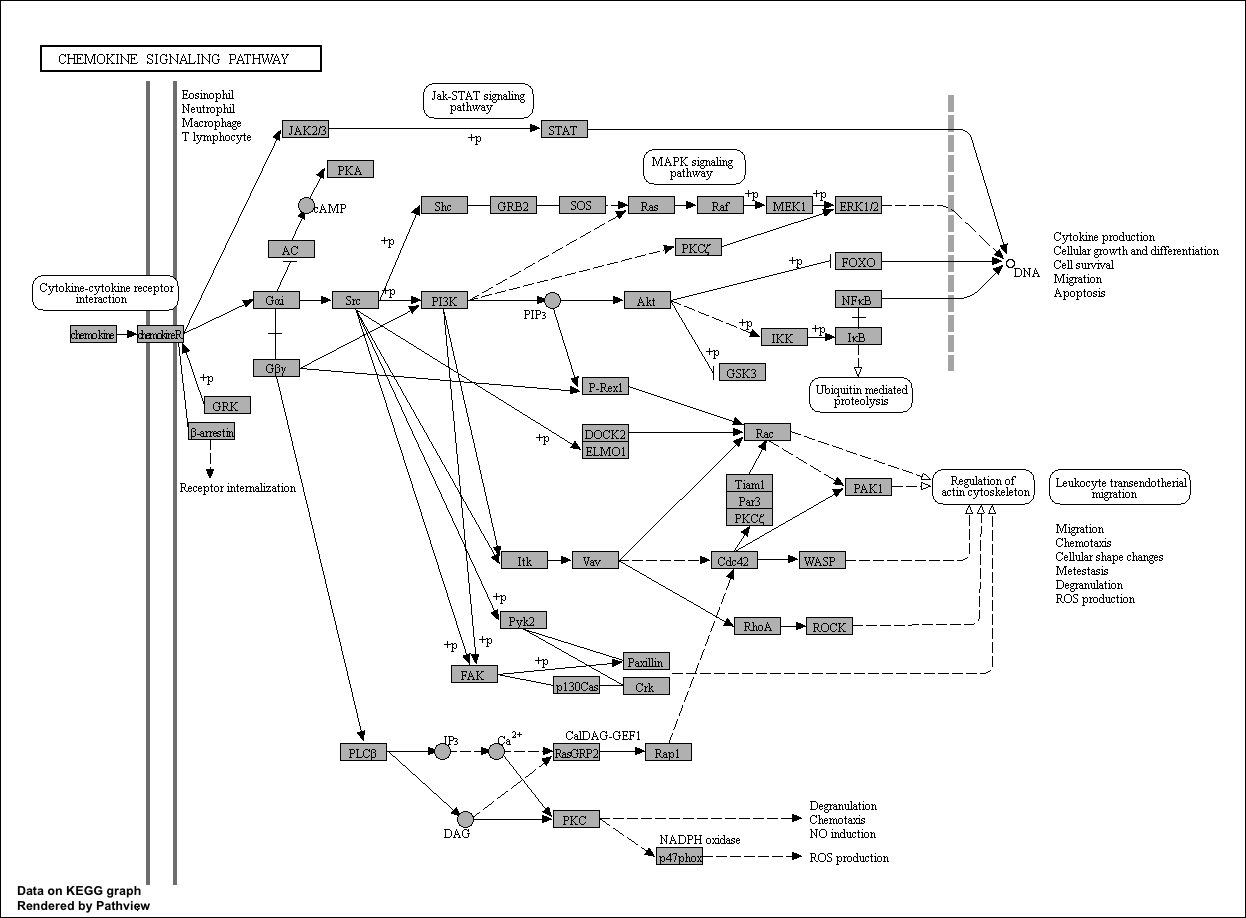 CHEMOKINE SIGNALING PATHWAY
Eosinophil
Neutrophil
Macrophage
T lymphocyte
Jak-STAT signaling
pathway
JAK2/3
+p
STAT
PKA
cAMP
AC
MAPK signaling
pathway
Shc
GRB2
SOS
Ras
Raf
+p
MEK1
+p
ERK1/2
+p
PKCζ
+p
FOXO
DNA
Cytokine production
Cellular growth and differentiation
Cell survival
Migration
Apoptosis
Cytokine-cytokine receptor
interaction
chemokine
chemokineR
Gαi
Src
+p
PI3K
PIP3
Akt
NFκB
+p
IKK
+p
IκB
+p
GSK3
Ubiquitin mediated
proteolysis
Gβγ
+p
GRK
β-arrestin
Receptor internalization
P-Rex1
+p
DOCK2
ELMO1
Rac
Tiam1
Par3
PKCζ
PAK1
Regulation of
actin cytoskeleton
Leukocyte transendotherial
migration
Migration
Chemotaxis
Cellular shape changes
Metestasis
Degranulation
ROS production
Itk
Vav
Cdc42
WASP
+p
Pyk2
RhoA
ROCK
+p
+p
FAK
+p
Paxillin
p130Cas
Crk
PLCβ
IP3
Ca2+
CalDAG-GEF1
RasGRP2
Rap1
DAG
PKC
Degranulation
Chemotaxis
NO induction
NADPH oxidase
p47phox
ROS production
Data on KEGG graph
Rendered by Pathview